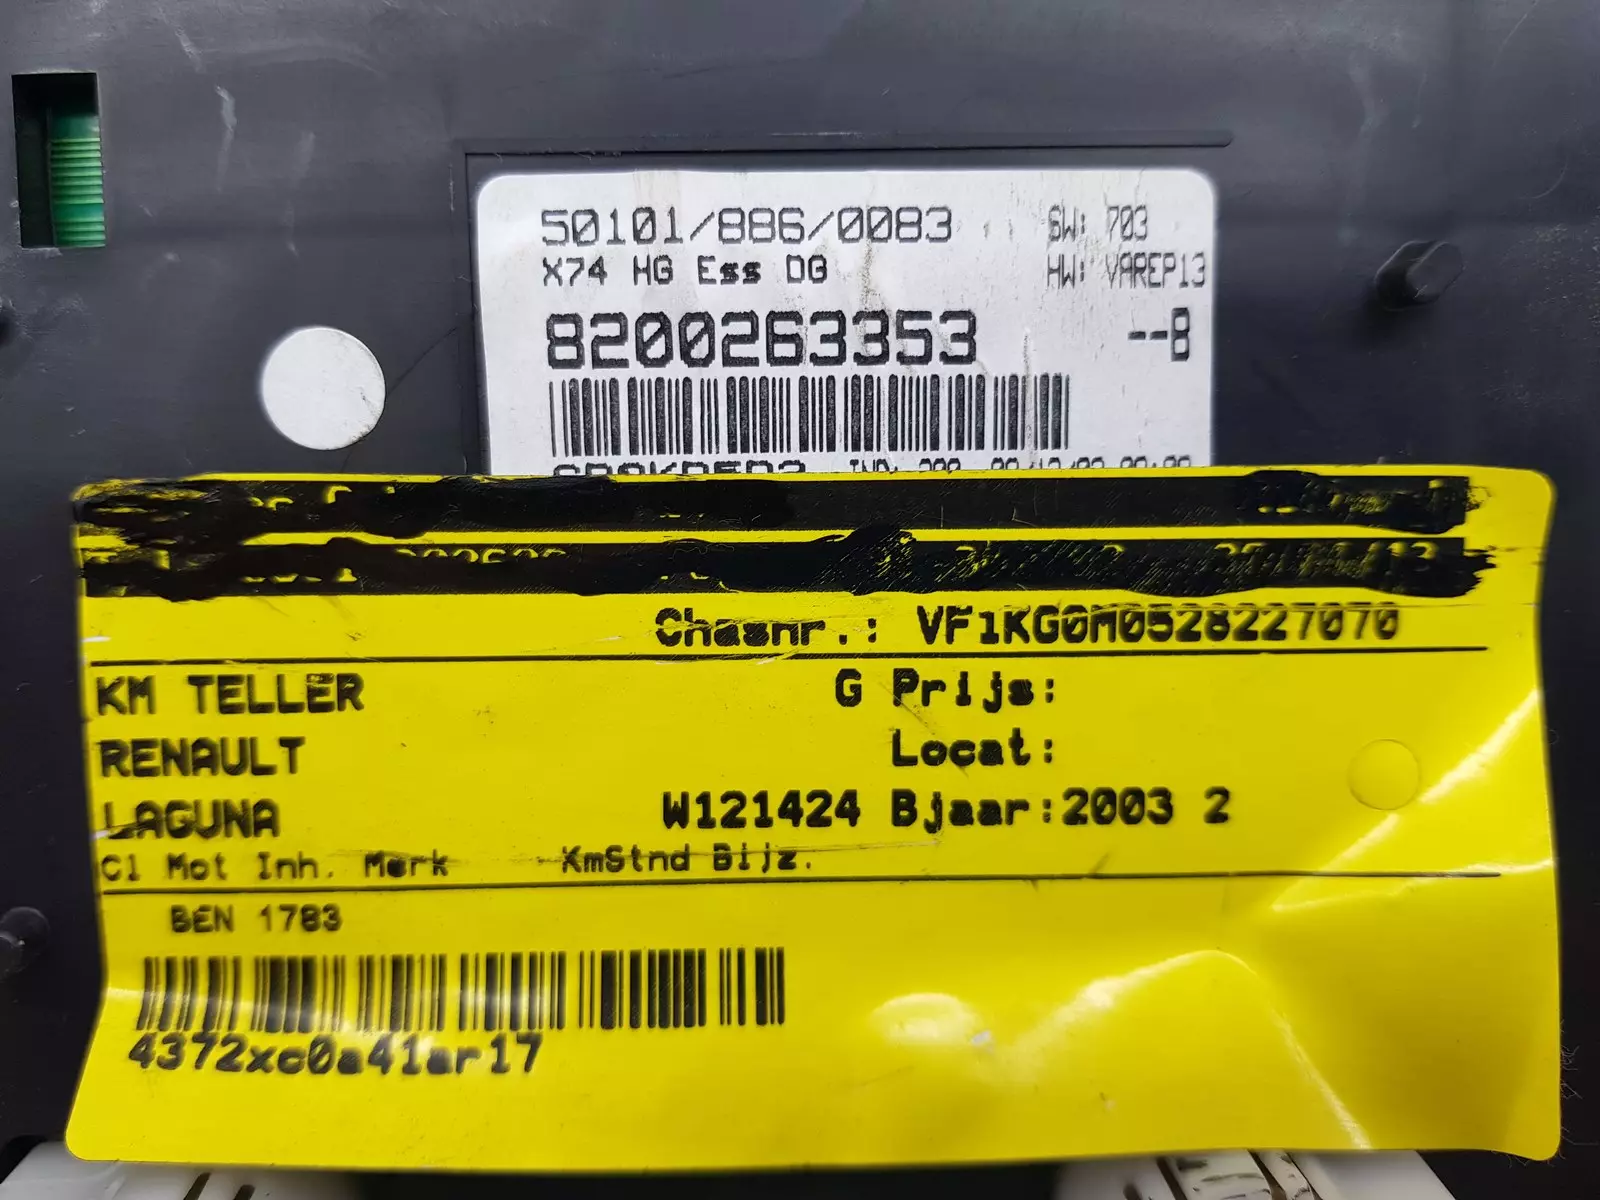 50101/886/0083 SW: 703
X74 HG Ess DG HW: VAREP13
8200263353 --B
Chasnr.: VF1KG0M0528227070
KM TELLER G Prijs:
RENAULT Locat:
LAGUNA W121424 Bjaar:2003 2
Cl Mot Inh. Merk KmStnd Bijz.
BEN 1783
4372xc0a41ar17